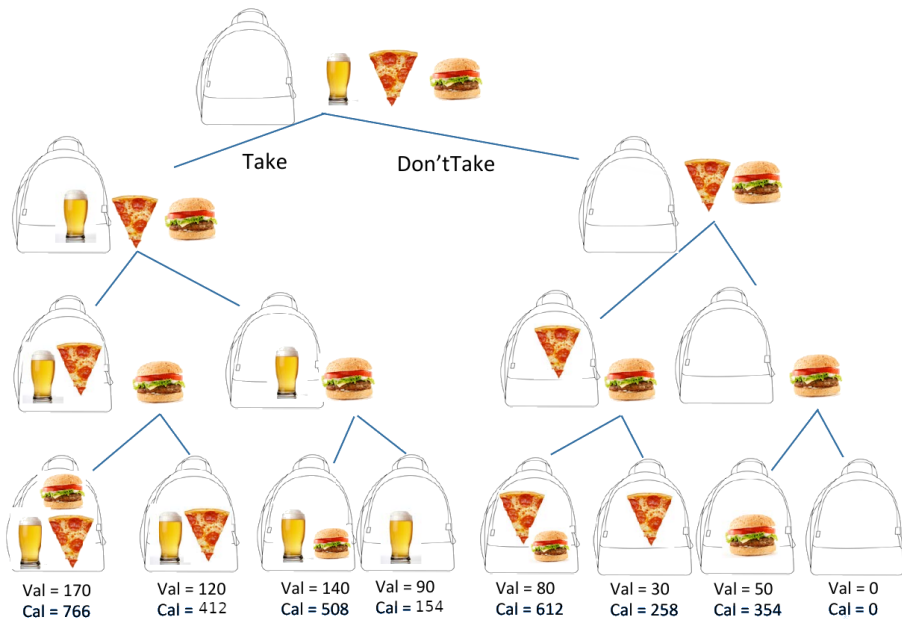 Take
Don'tTake
Val = 170
Cal = 766
Val = 120
Cal = 412
Val = 140
Cal = 508
Val = 90
Cal = 154
Val = 80
Cal = 612
Val = 30
Cal = 258
Val = 50
Cal = 354
Val = 0
Cal = 0